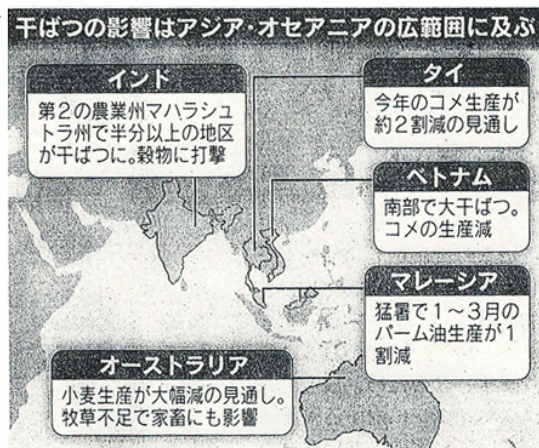 干ばつの影響はアジア・オセアニアの広範囲に及ぶ
インド
第2の農業州マハラシュ
トラ州で半分以上の地区
が干ばつに。穀物に打撃
タイ
今年のコメ生産が
約2割減の見通し
ベトナム
南部で大干ばつ。
コメの生産減
マレーシア
猛暑で1〜3月の
パーム油生産が1
割減
オーストラリア
小麦生産が大幅減の見通し。
牧草不足で家畜にも影響